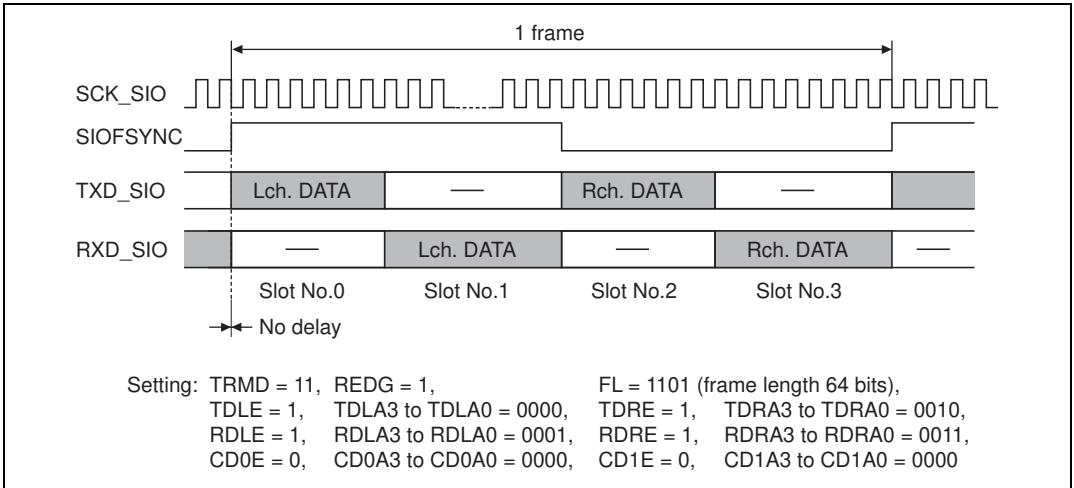 1 frame
SCK_SIO
SIOFSYNC
TXD_SIO Lch. DATA — Rch. DATA —
RXD_SIO — Lch. DATA — Rch. DATA —
Slot No.0 Slot No.1 Slot No.2 Slot No.3
No delay
Setting: TRMD = 11, REDG = 1, FL = 1101 (frame length 64 bits),
TDLE = 1, TDLA3 to TDLA0 = 0000, TDRE = 1, TDRA3 to TDRA0 = 0010,
RDLE = 1, RDLA3 to RDLA0 = 0001, RDRE = 1, RDRA3 to RDRA0 = 0011,
CD0E = 0, CD0A3 to CD0A0 = 0000, CD1E = 0, CD1A3 to CD1A0 = 0000